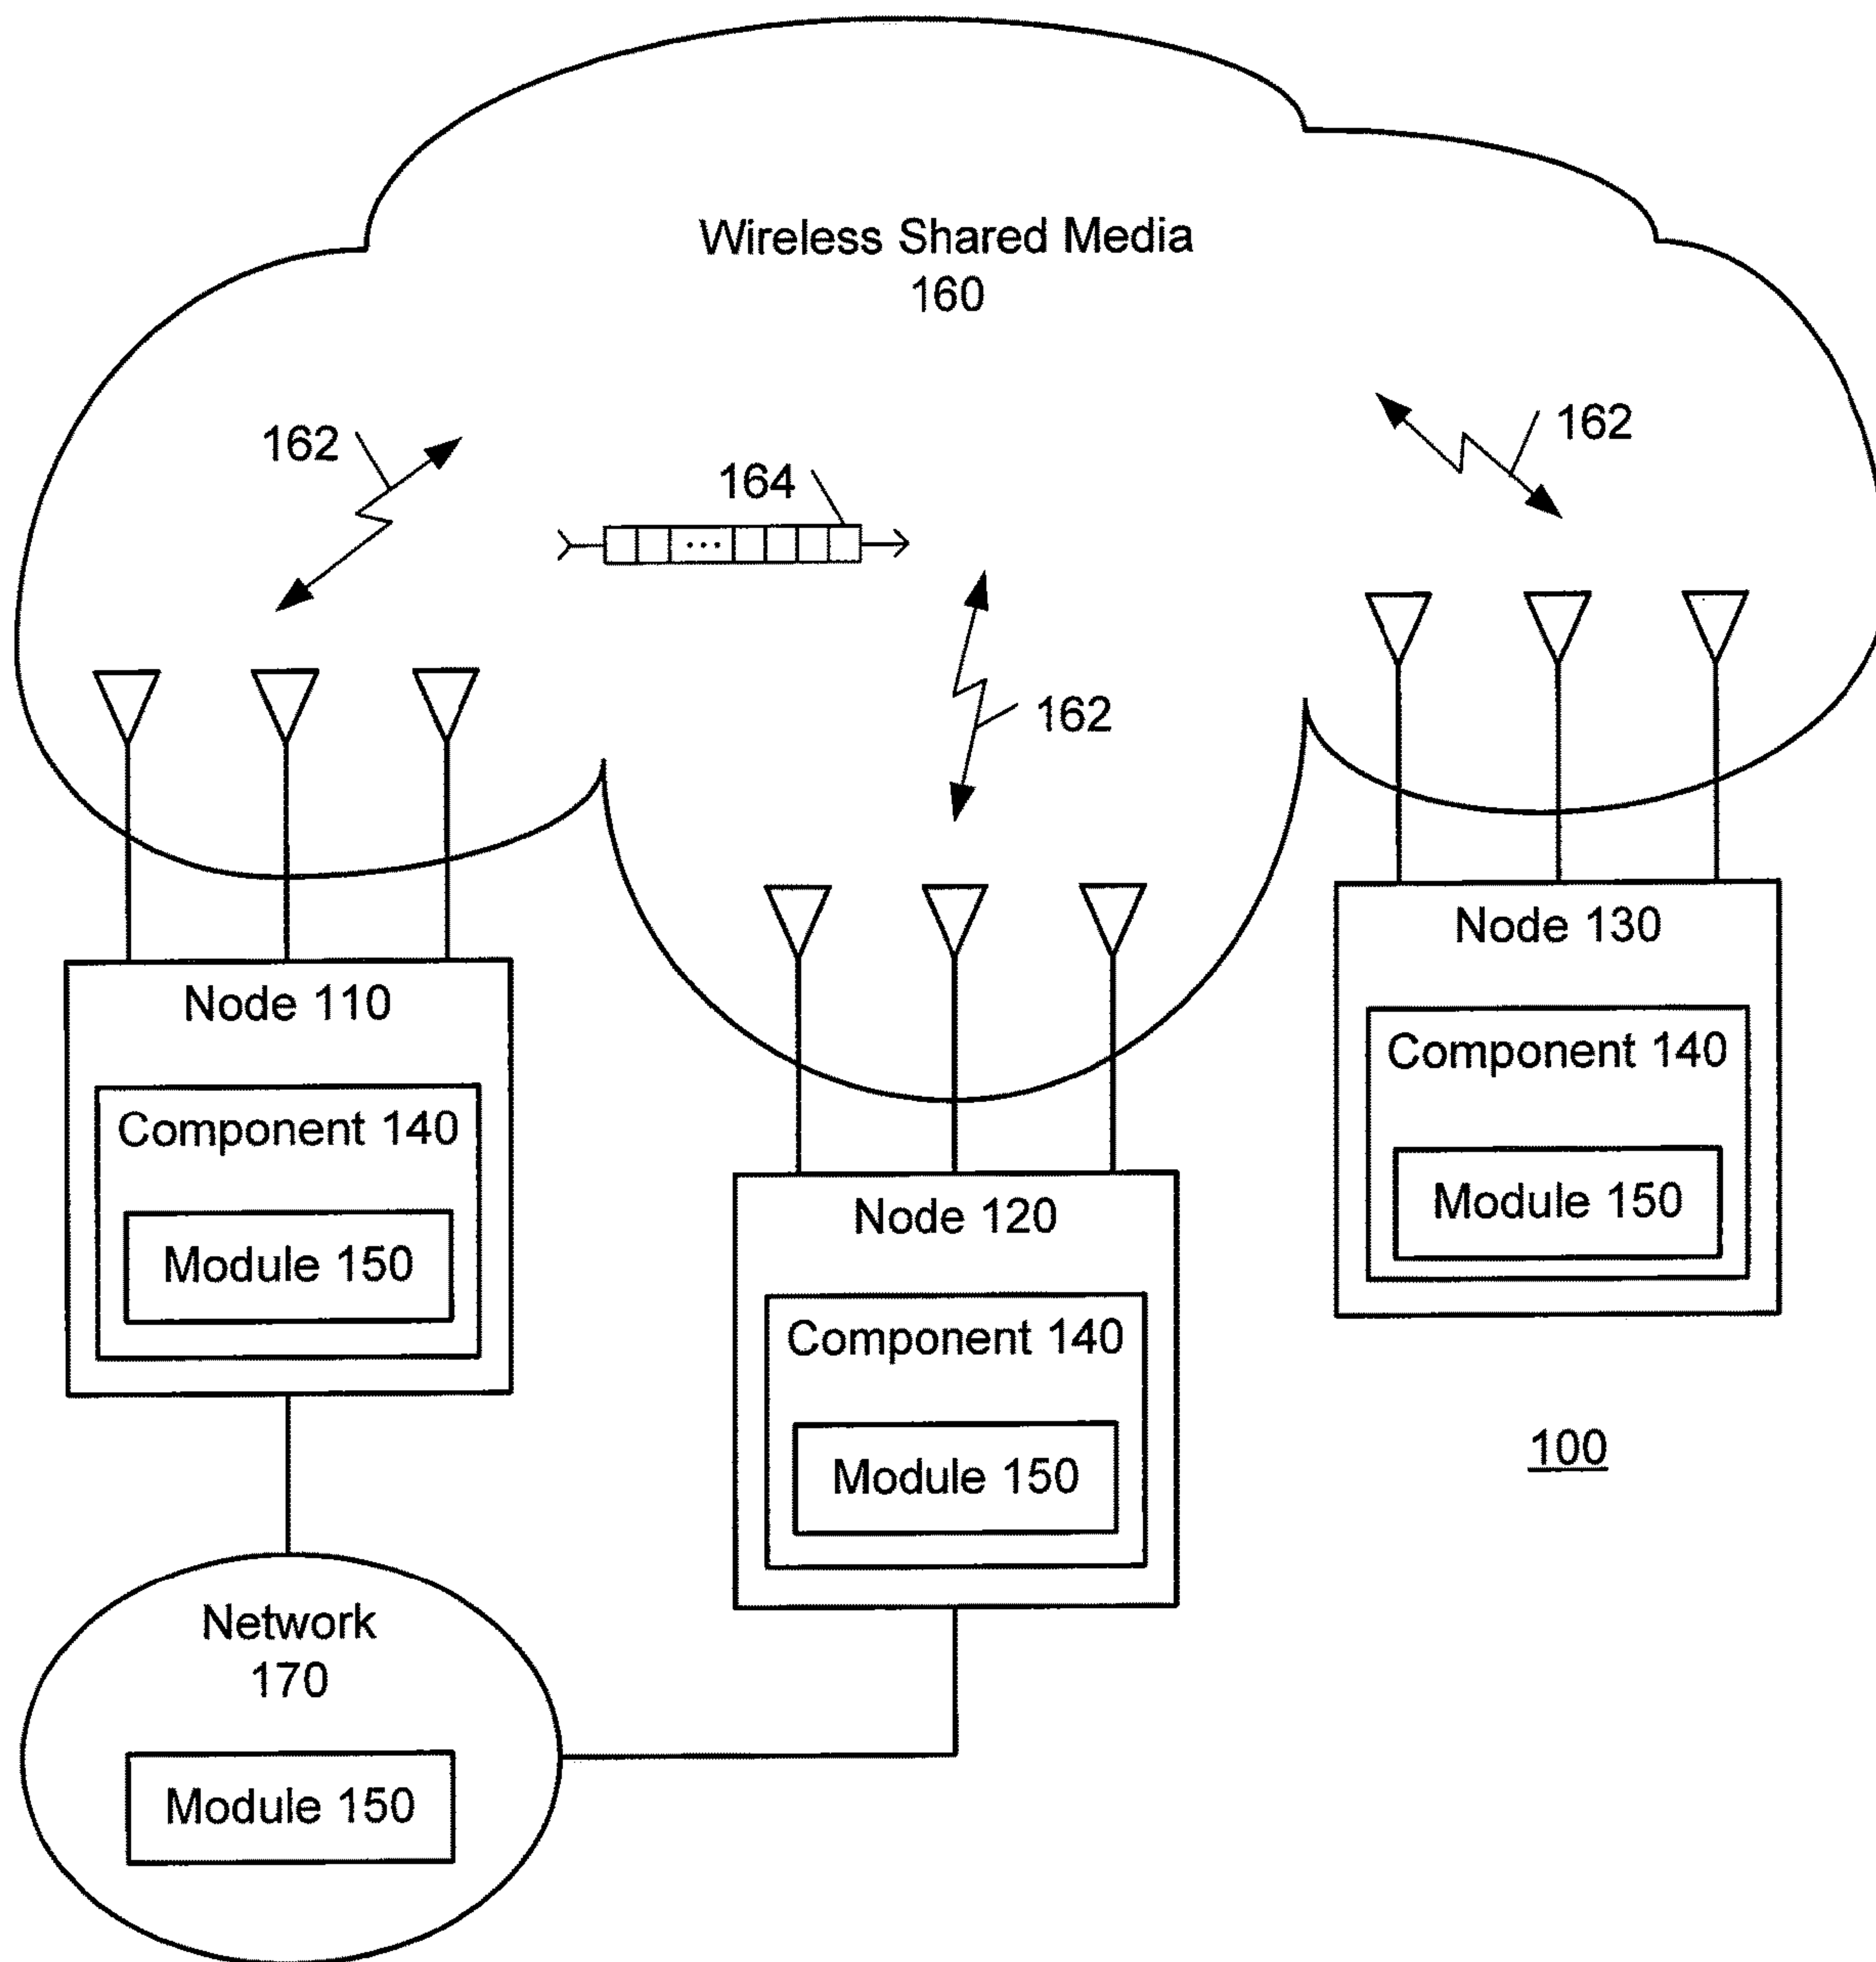 Wireless Shared Media
160
162
164
162
162
Node 110
Component 140
Module 150
Node 120
Component 140
Module 150
Node 130
Component 140
Module 150
100
Network
170
Module 150